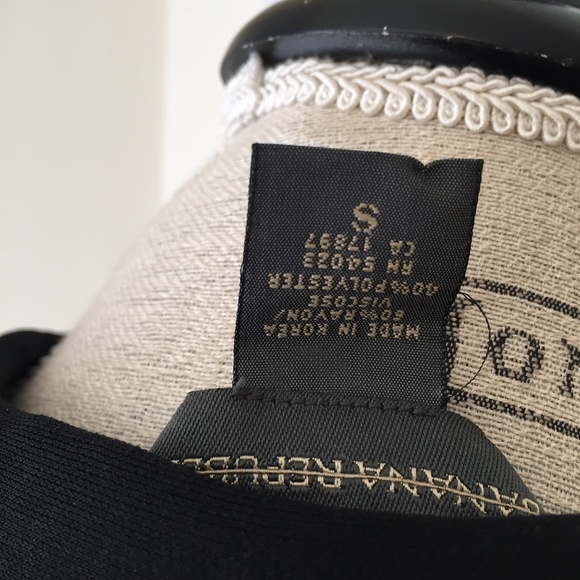 BANANA REPUBLIC
MADE IN KOREA
60% RAYON/
VISCOSE
40% POLYESTER
RN 54023
CA 17897
S